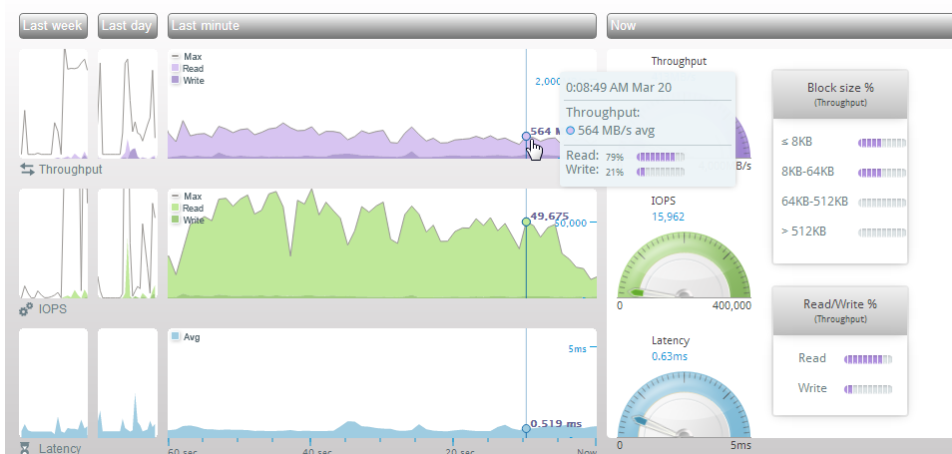 Last week
Last day
Last minute
Now
Max
Read
Write
2,000
564 M
Throughput
Throughput
0:08:49 AM Mar 20
Throughput:
564 MB/s avg
Read: 79%
Write: 21%
B/s
Block size %
(Throughput)
≤ 8KB
8KB-64KB
64KB-512KB
> 512KB
Max
Read
Write
49,675
50,000
IOPS
IOPS
15,962
0
400,000
Read/Write %
(Throughput)
Read
Write
Avg
5ms
0.519 ms
Latency
60 sec
40 sec
20 sec
Now
Latency
0.63ms
0
5ms